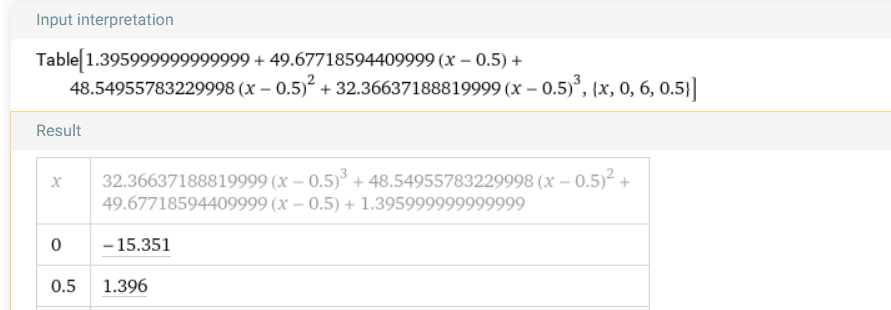 Input interpretation
Table[1.395999999999999 + 49.67718594409999 (x − 0.5) +
48.54955783229998 (x − 0.5)² + 32.36637188819999 (x − 0.5)³, {x, 0, 6, 0.5}]
Result
x
32.36637188819999 (x − 0.5)³ + 48.54955783229998 (x − 0.5)² +
49.67718594409999 (x − 0.5) + 1.395999999999999
0 −15.351
0.5 1.396